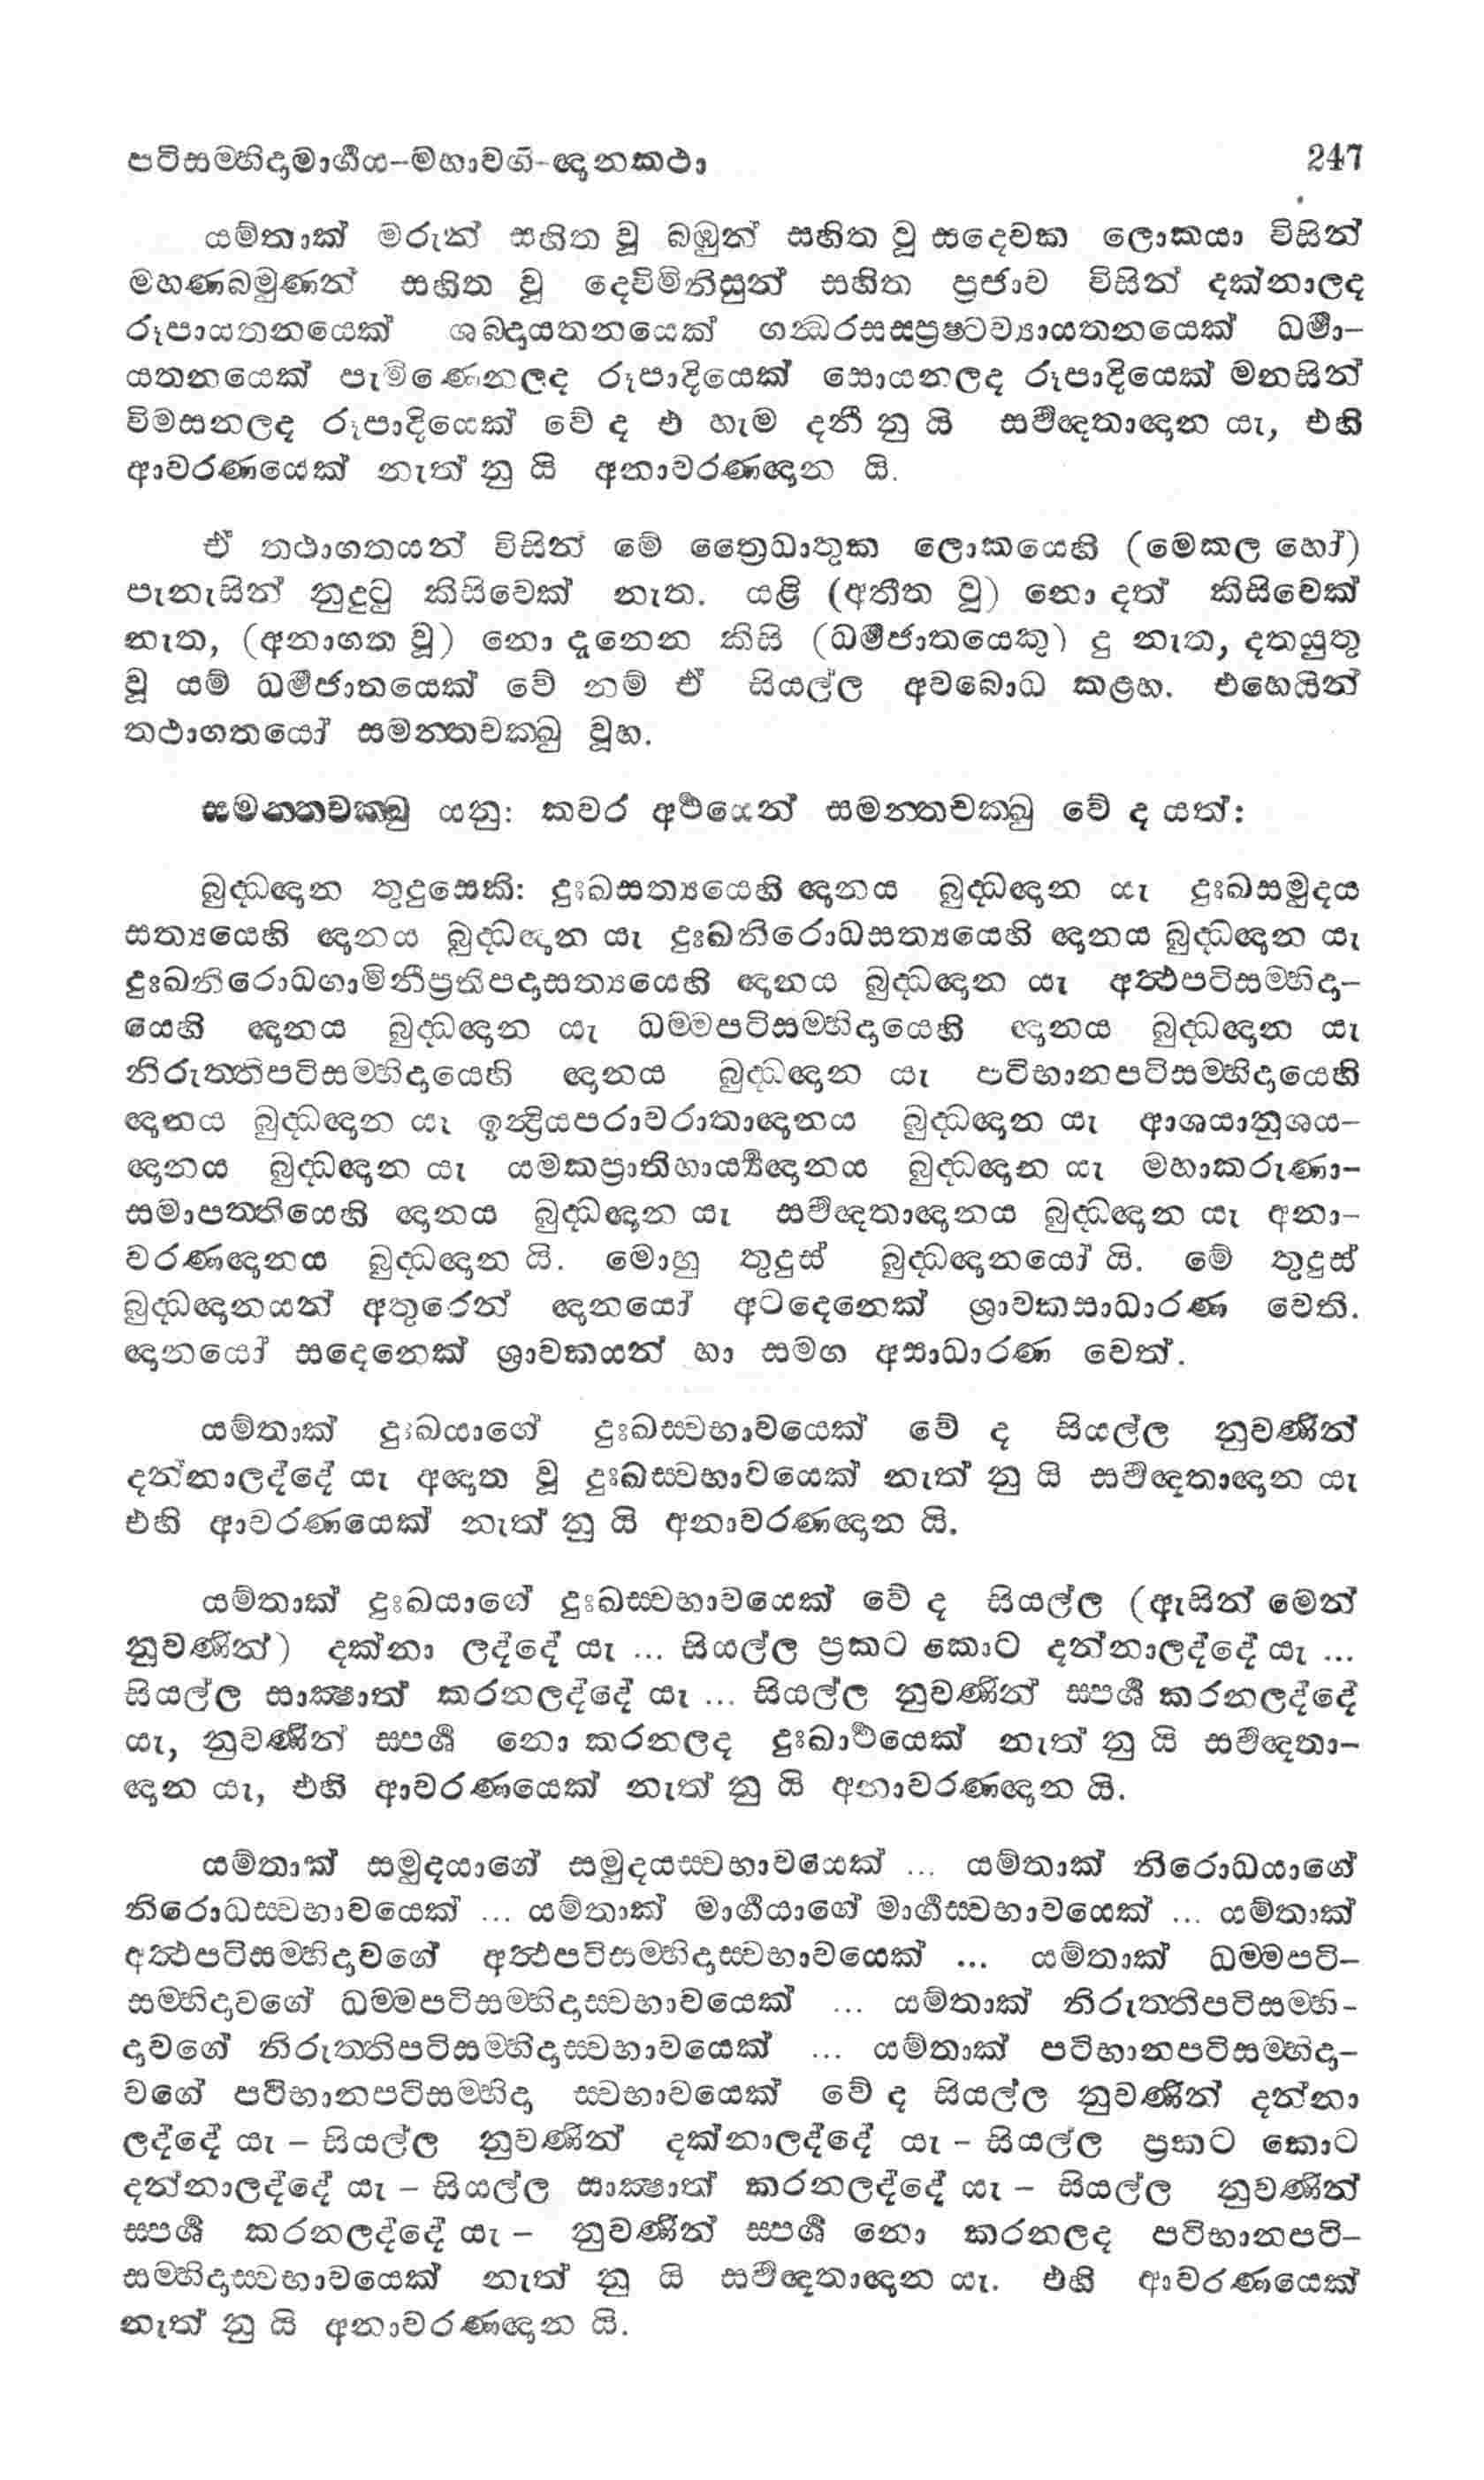 පටිසම්භිදාමාර්ගය-මහාවර්ග-ඥානකථා 247
යම්තාක් මරුන් සහිත වූ බඹුන් සහිත වූ සදෙවක ලොකයා විසින්
මහණබමුණන් සහිත වූ දෙවිමිනිසුන් සහිත ප්‍රජාව විසින් දක්නාලද
රූපායතනයෙක් ශබ්දායතනයෙක් ගන්ධරසස්ප්‍රෂ්ටව්‍යායතනයෙක් ධර්මා-
යතනයෙක් පැමිණෙනලද රූපාදියෙක් සොයනලද රූපාදියෙක් මනසින්
විමසනලද රූපාදියෙක් වේ ද එ හැම දනී නු යි සර්වඥතාඥාන යැ, එහි
ආවරණයෙක් නැත් නු යි අනාවරණඥාන යි.
ඒ තථාගතයන් විසින් මේ ත්‍රෛධාතුක ලොකයෙහි (මෙකල හෝ)
පැනැසින් නුදුටු කිසිවෙක් නැත. යළි (අතීත වූ) නො දත් කිසිවෙක්
නැත, (අනාගත වූ) නො දැනෙන කිසි (ධර්මජාතයෙකු) දු නැත, දතයුතු
වූ යම් ධර්මජාතයෙක් වේ නම් ඒ සියල්ල අවබොධ කළහ. එහෙයින්
තථාගතයෝ සමන්තචක්ඛු වූහ.
සමන්තචක්ඛු යනු: කවර අර්ථයෙන් සමන්තචක්ඛු වේ ද යත්:
බුද්ධඥාන තුදුසෙකි: දුඃඛසත්‍යයෙහි ඥානය බුද්ධඥාන යැ දුඃඛසමුදය
සත්‍යයෙහි ඥානය බුද්ධඥාන යැ දුඃඛනිරොධසත්‍යයෙහි ඥානය බුද්ධඥාන යැ
දුඃඛනිරොධගාමිනීප්‍රතිපදාසත්‍යයෙහි ඥානය බුද්ධඥාන යැ අත්ථපටිසම්භිදා-
යෙහි ඥානය බුද්ධඥාන යැ ධම්මපටිසම්භිදායෙහි ඥානය බුද්ධඥාන යැ
නිරුත්තිපටිසම්භිදායෙහි ඥානය බුද්ධඥාන යැ පටිභානපටිසම්භිදායෙහි
ඥානය බුද්ධඥාන යැ ඉන්ද්‍රියපරාවරාතාඥානය බුද්ධඥාන යැ ආශයානුශය-
ඥානය බුද්ධඥාන යැ යමකප්‍රාතිහාර්ය්‍යඥානය බුද්ධඥාන යැ මහාකරුණා-
සමාපත්තියෙහි ඥානය බුද්ධඥාන යැ සර්වඥතාඥානය බුද්ධඥාන යැ අනා-
වරණඥානය බුද්ධඥාන යි. මොහු තුදුස් බුද්ධඥානයෝ යි. මේ තුදුස්
බුද්ධඥානයන් අතුරෙන් ඥානයෝ අටදෙනෙක් ශ්‍රාවකසාධාරණ වෙති.
ඥානයෝ සදෙනෙක් ශ්‍රාවකයන් හා සමග අසාධාරණ වෙත්.
යම්තාක් දුඃඛයාගේ දුඃඛස්වභාවයෙක් වේ ද සියල්ල නුවණින්
දන්නාලද්දේ යැ අඥාත වූ දුඃඛස්වභාවයෙක් නැත් නු යි සර්වඥතාඥාන යැ
එහි ආවරණයෙක් නැත් නු යි අනාවරණඥාන යි.
යම්තාක් දුඃඛයාගේ දුඃඛස්වභාවයෙක් වේ ද සියල්ල (ඇසින් මෙන්
නුවණින්) දක්නා ලද්දේ යැ ... සියල්ල ප්‍රකට කොට දන්නාලද්දේ යැ ...
සියල්ල සාක්‍ෂාත් කරනලද්දේ යැ ... සියල්ල නුවණින් ස්පර්ශ කරනලද්දේ
යැ, නුවණින් ස්පර්ශ නො කරනලද දුඃඛාර්ථයෙක් නැත් නු යි සර්වඥතා-
ඥාන යැ, එහි ආවරණයෙක් නැත් නු යි අනාවරණඥාන යි.
යම්තාක් සමුදයාගේ සමුදයස්වභාවයෙක් ... යම්තාක් නිරොධයාගේ
නිරොධස්වභාවයෙක් ... යම්තාක් මාර්ගයාගේ මාර්ගස්වභාවයෙක් ... යම්තාක්
අත්ථපටිසම්භිදාවගේ අත්ථපටිසම්භිදාස්වභාවයෙක් ... යම්තාක් ධම්මපටි-
සම්භිදාවගේ ධම්මපටිසම්භිදාස්වභාවයෙක් ... යම්තාක් නිරුත්තිපටිසම්භි-
දාවගේ නිරුත්තිපටිසම්භිදාස්වභාවයෙක් ... යම්තාක් පටිභානපටිසම්භිදා-
වගේ පටිභානපටිසම්භිදා ස්වභාවයෙක් වේ ද සියල්ල නුවණින් දන්නා
ලද්දේ යැ – සියල්ල නුවණින් දක්නාලද්දේ යැ – සියල්ල ප්‍රකට කොට
දන්නාලද්දේ යැ – සියල්ල සාක්‍ෂාත් කරනලද්දේ යැ – සියල්ල නුවණින්
ස්පර්ශ කරනලද්දේ යැ – නුවණින් ස්පර්ශ නො කරනලද පටිභානපටි-
සම්භිදාස්වභාවයෙක් නැත් නු යි සර්වඥතාඥාන යැ. එහි ආවරණයෙක්
නැත් නු යි අනාවරණඥාන යි.